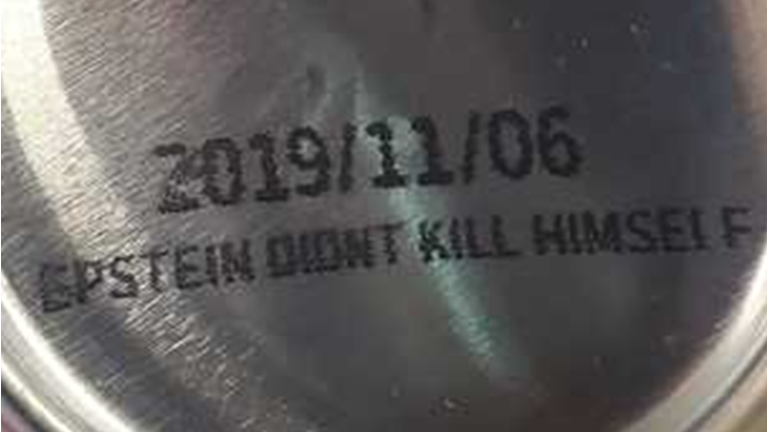 2019/11/06
EPSTEIN DIDNT KILL HIMSELF